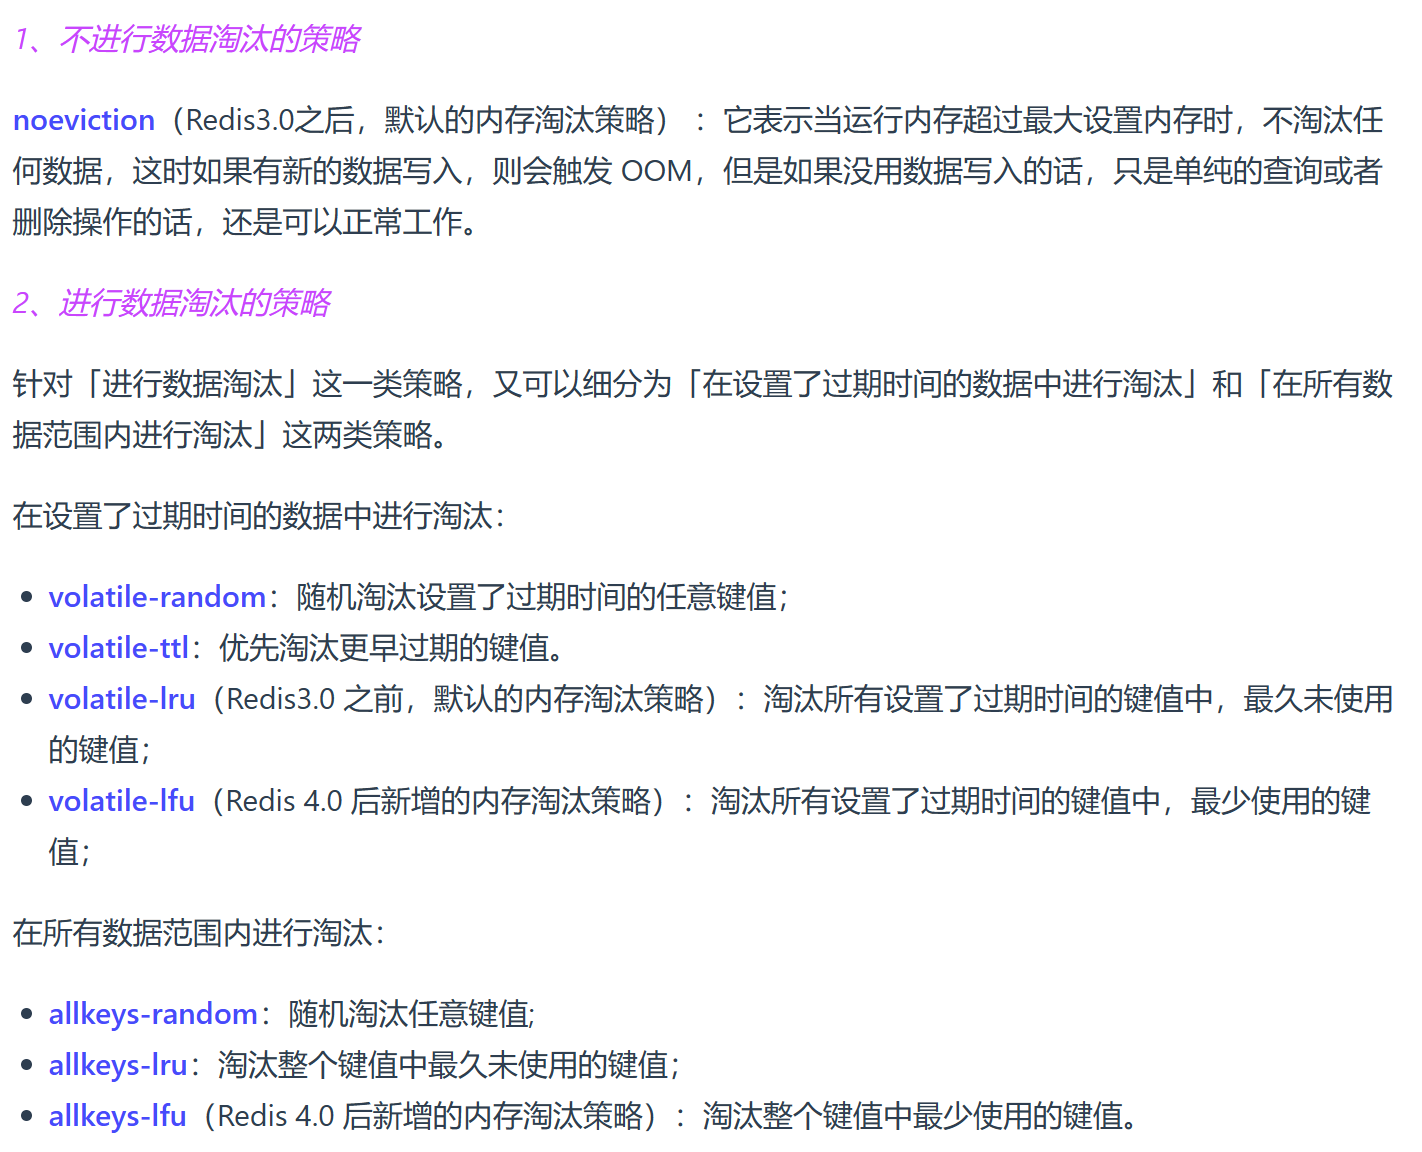 1、不进行数据淘汰的策略
noeviction（Redis3.0之后，默认的内存淘汰策略） ：它表示当运行内存超过最大设置内存时，不淘汰任
何数据，这时如果有新的数据写入，则会触发 OOM，但是如果没用数据写入的话，只是单纯的查询或者
删除操作的话，还是可以正常工作。
2、进行数据淘汰的策略
针对「进行数据淘汰」这一类策略，又可以细分为「在设置了过期时间的数据中进行淘汰」和「在所有数
据范围内进行淘汰」这两类策略。
在设置了过期时间的数据中进行淘汰：
• volatile-random：随机淘汰设置了过期时间的任意键值；
• volatile-ttl：优先淘汰更早过期的键值。
• volatile-lru（Redis3.0 之前，默认的内存淘汰策略）：淘汰所有设置了过期时间的键值中，最久未使用
的键值；
• volatile-lfu（Redis 4.0 后新增的内存淘汰策略）：淘汰所有设置了过期时间的键值中，最少使用的键
值；
在所有数据范围内进行淘汰：
• allkeys-random：随机淘汰任意键值;
• allkeys-lru：淘汰整个键值中最久未使用的键值；
• allkeys-lfu（Redis 4.0 后新增的内存淘汰策略）：淘汰整个键值中最少使用的键值。